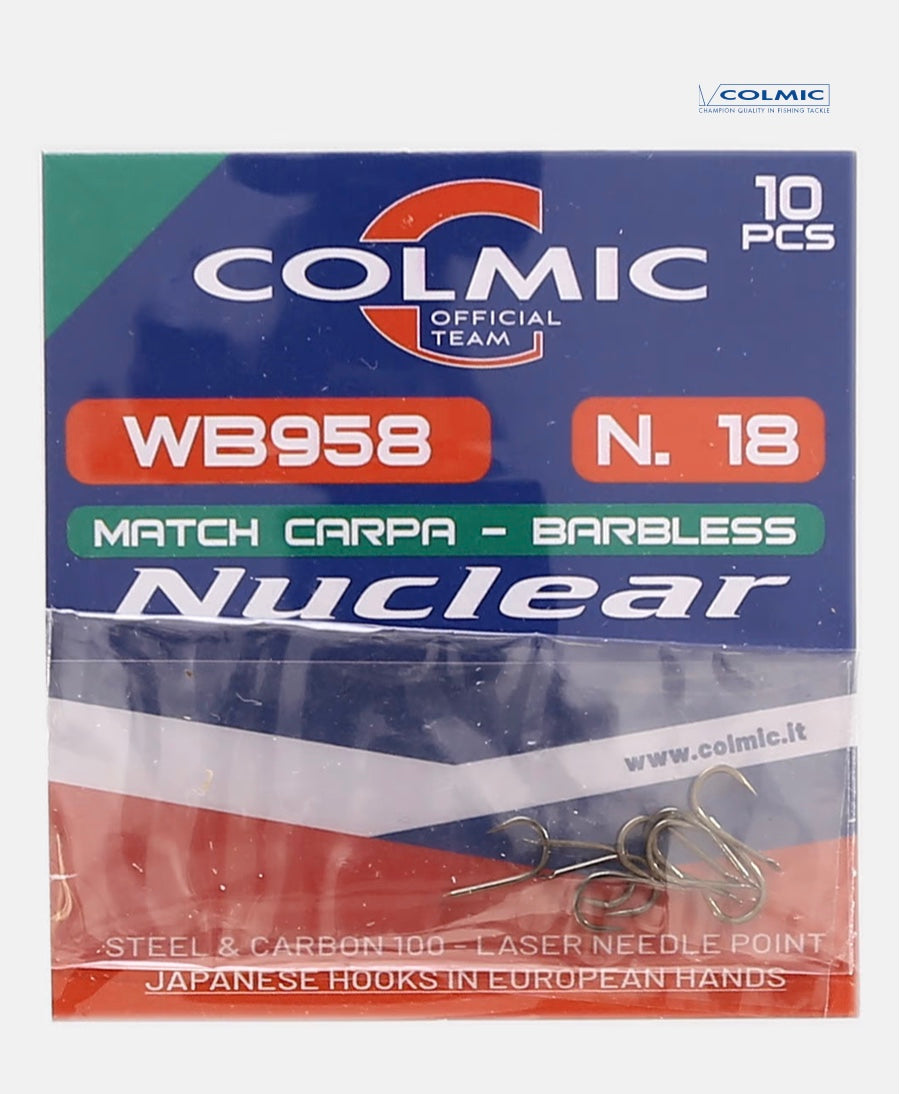 COLMIC
CHAMPION QUALITY IN FISHING TACKLE
10
PCS
COLMIC
OFFICIAL
TEAM
WB958
N. 18
MATCH CARPA - BARBLESS
Nuclear
www.colmic.it
STEEL & CARBON 100 - LASER NEEDLE POINT
JAPANESE HOOKS IN EUROPEAN HANDS